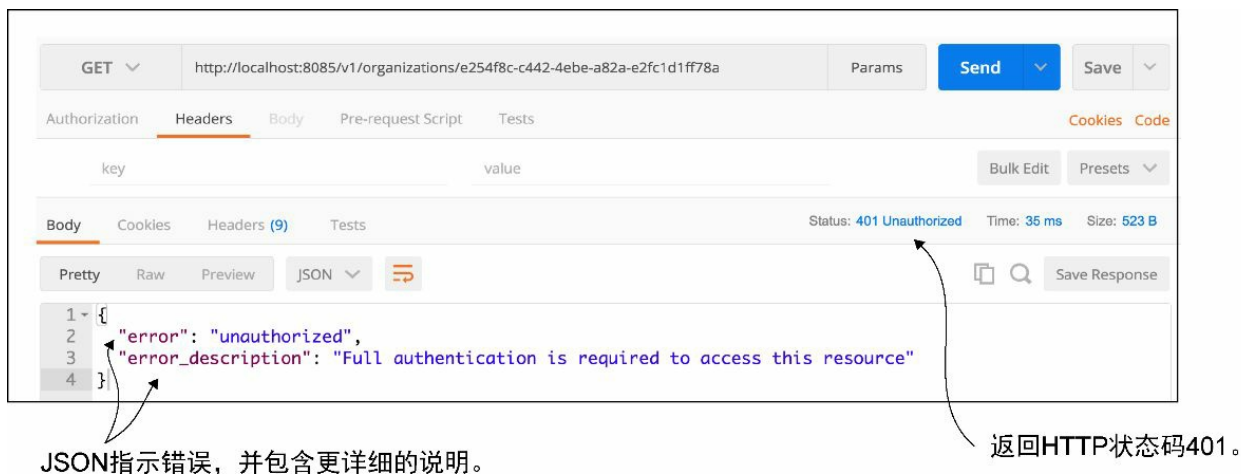 GET http://localhost:8085/v1/organizations/e254f8c-c442-4ebe-a82a-e2fc1d1ff78a Params Send Save
Authorization Headers Body Pre-request Script Tests Cookies Code
key value Bulk Edit Presets
Body Cookies Headers (9) Tests Status: 401 Unauthorized Time: 35 ms Size: 523 B
Pretty Raw Preview JSON Save Response
1 {
2 "error": "unauthorized",
3 "error_description": "Full authentication is required to access this resource"
4 }
返回HTTP状态码401。
JSON指示错误，并包含更详细的说明。